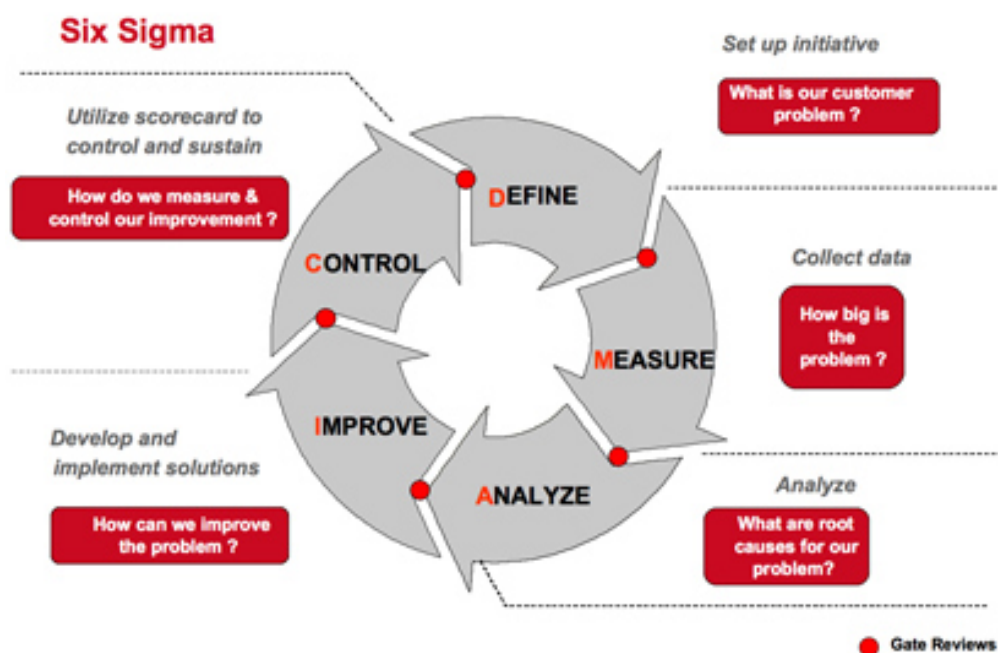 Six Sigma
Set up initiative
What is our customer
problem ?
Utilize scorecard to
control and sustain
How do we measure &
control our improvement ?
DEFINE
CONTROL
Collect data
How big is
the
problem ?
MEASURE
IMPROVE
Develop and
implement solutions
How can we improve
the problem ?
ANALYZE
Analyze
What are root
causes for our
problem?
Gate Reviews